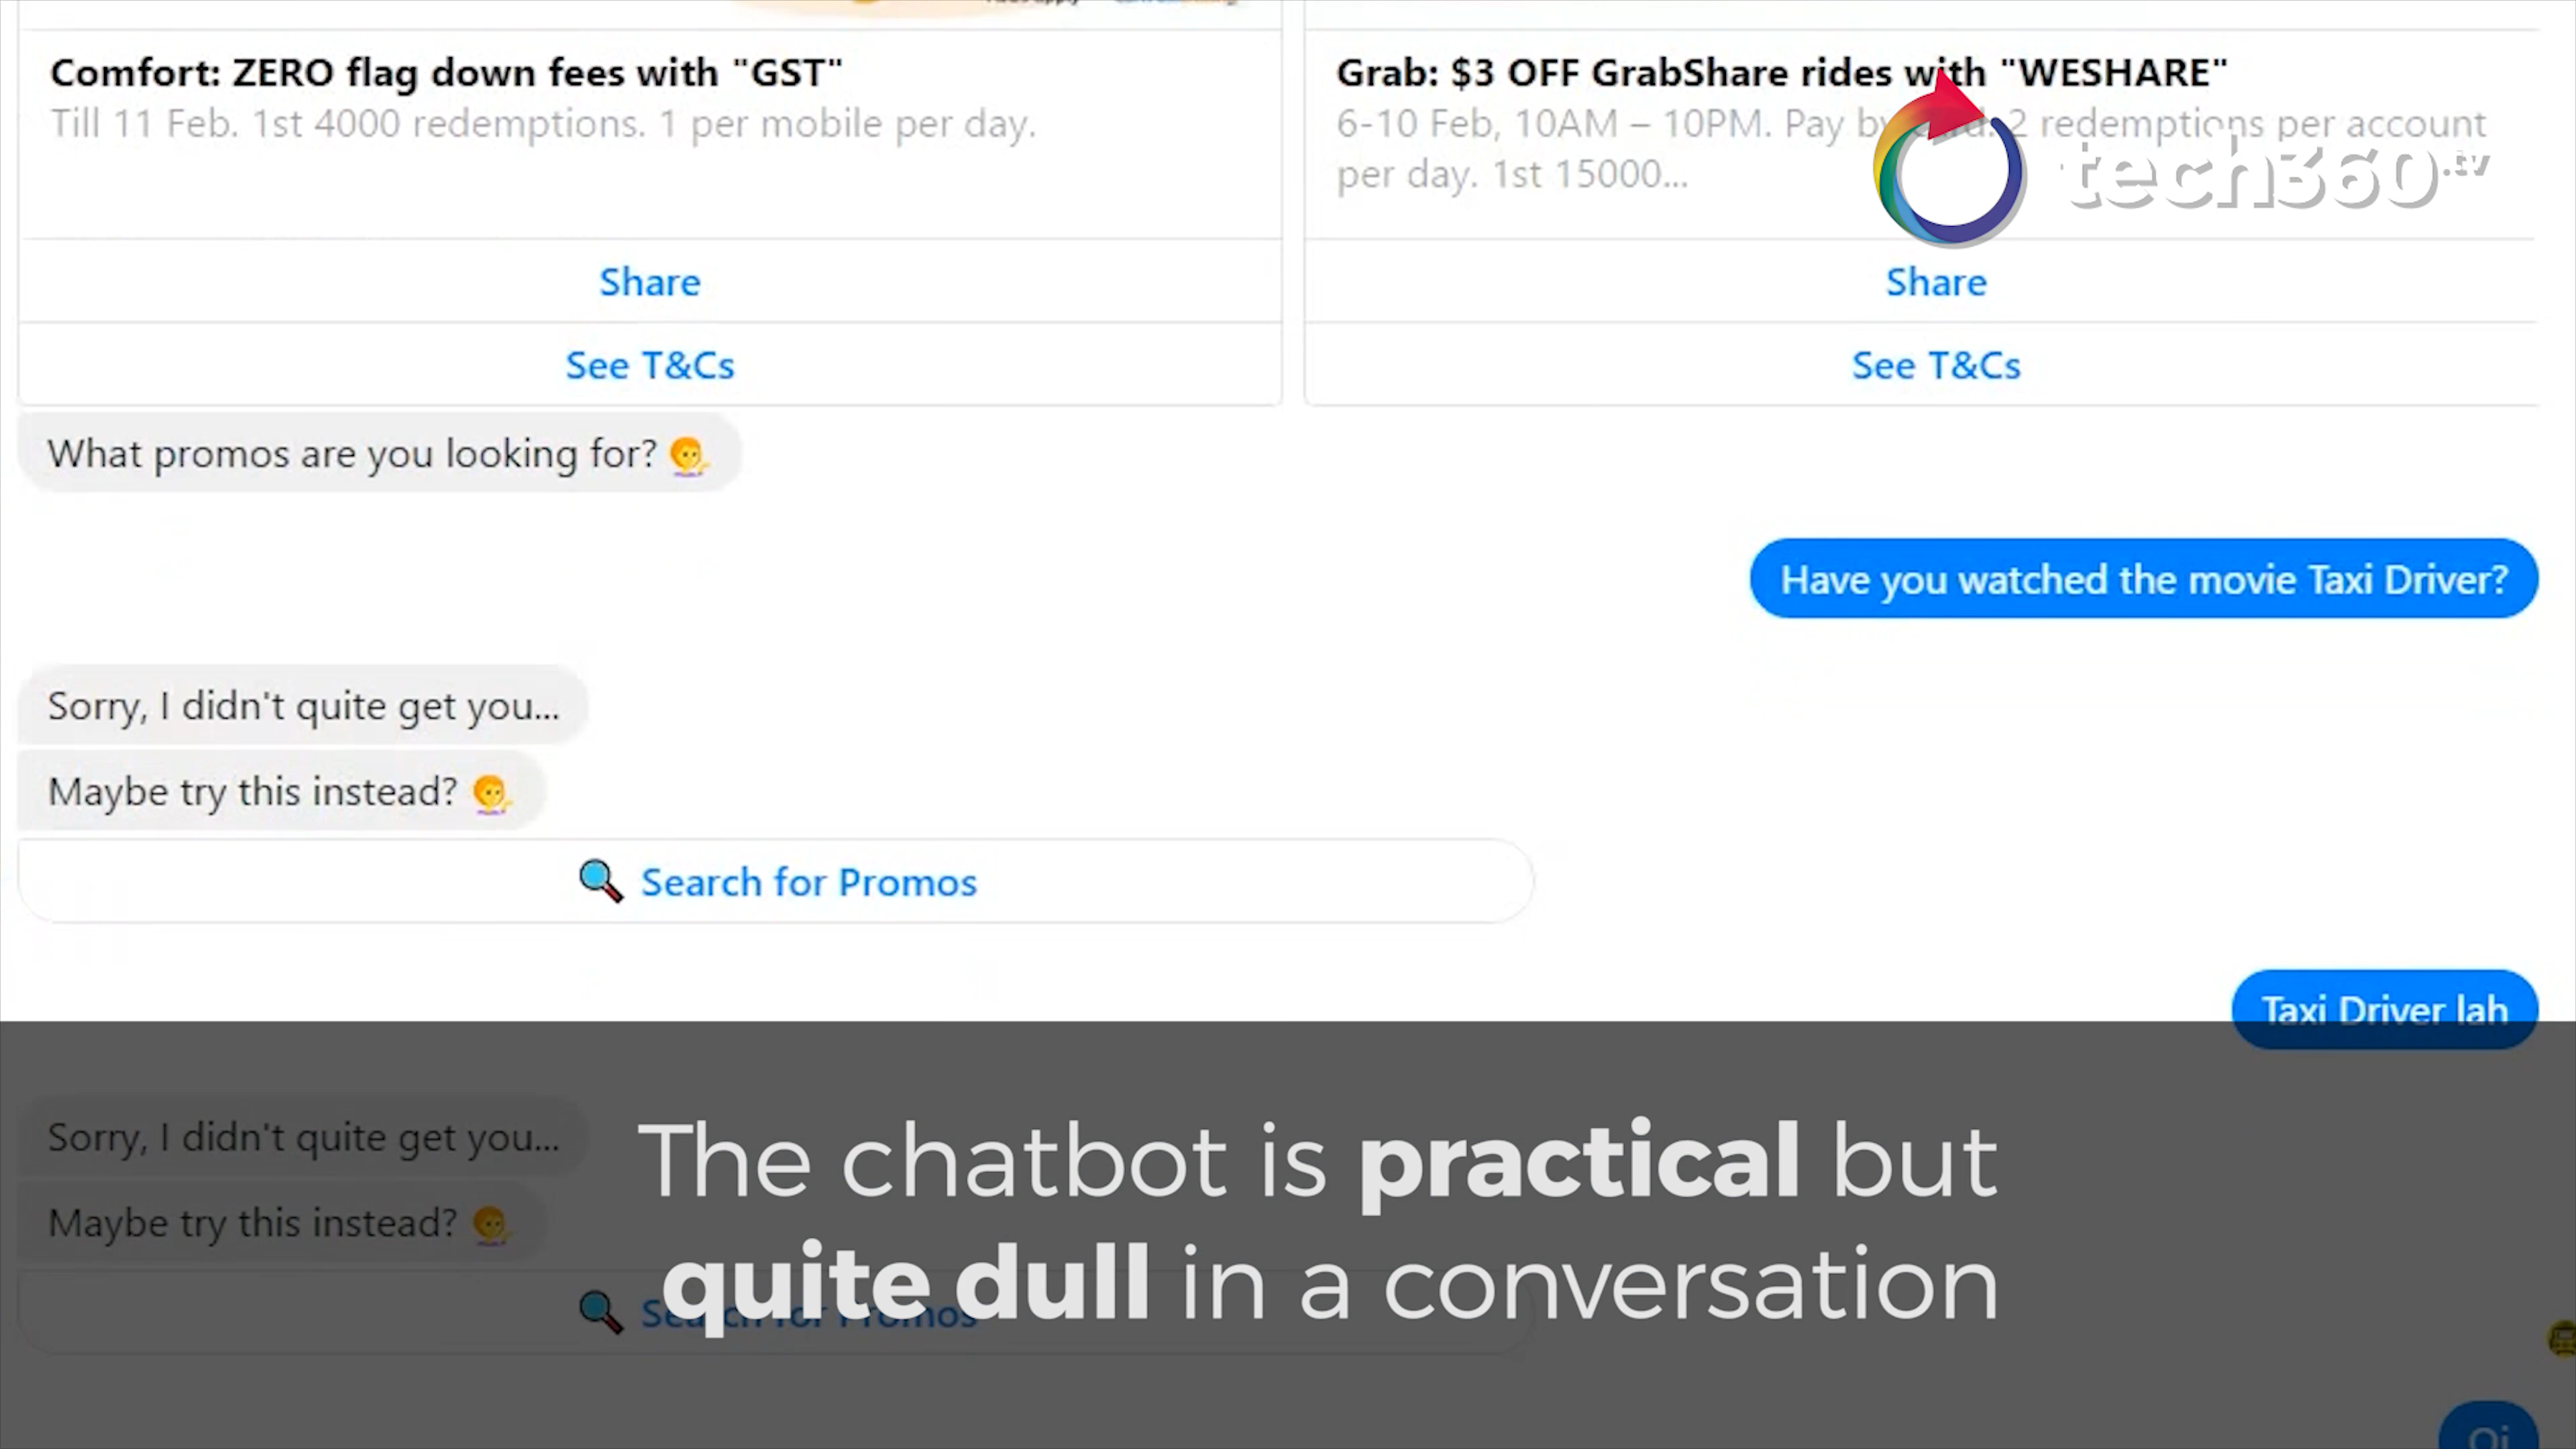 Comfort: ZERO flag down fees with "GST"
Till 11 Feb. 1st 4000 redemptions. 1 per mobile per day.
Share
See T&Cs
Grab: $3 OFF GrabShare rides with "WESHARE"
6-10 Feb, 10AM – 10PM. Pay by 2 redemptions per account
per day. 1st 15000...
Share
See T&Cs
tech360.tv
What promos are you looking for?
Have you watched the movie Taxi Driver?
Sorry, I didn't quite get you...
Maybe try this instead?
Search for Promos
Taxi Driver lah
Sorry, I didn't quite get you...
Maybe try this instead?
Search for Promos
The chatbot is practical but
quite dull in a conversation